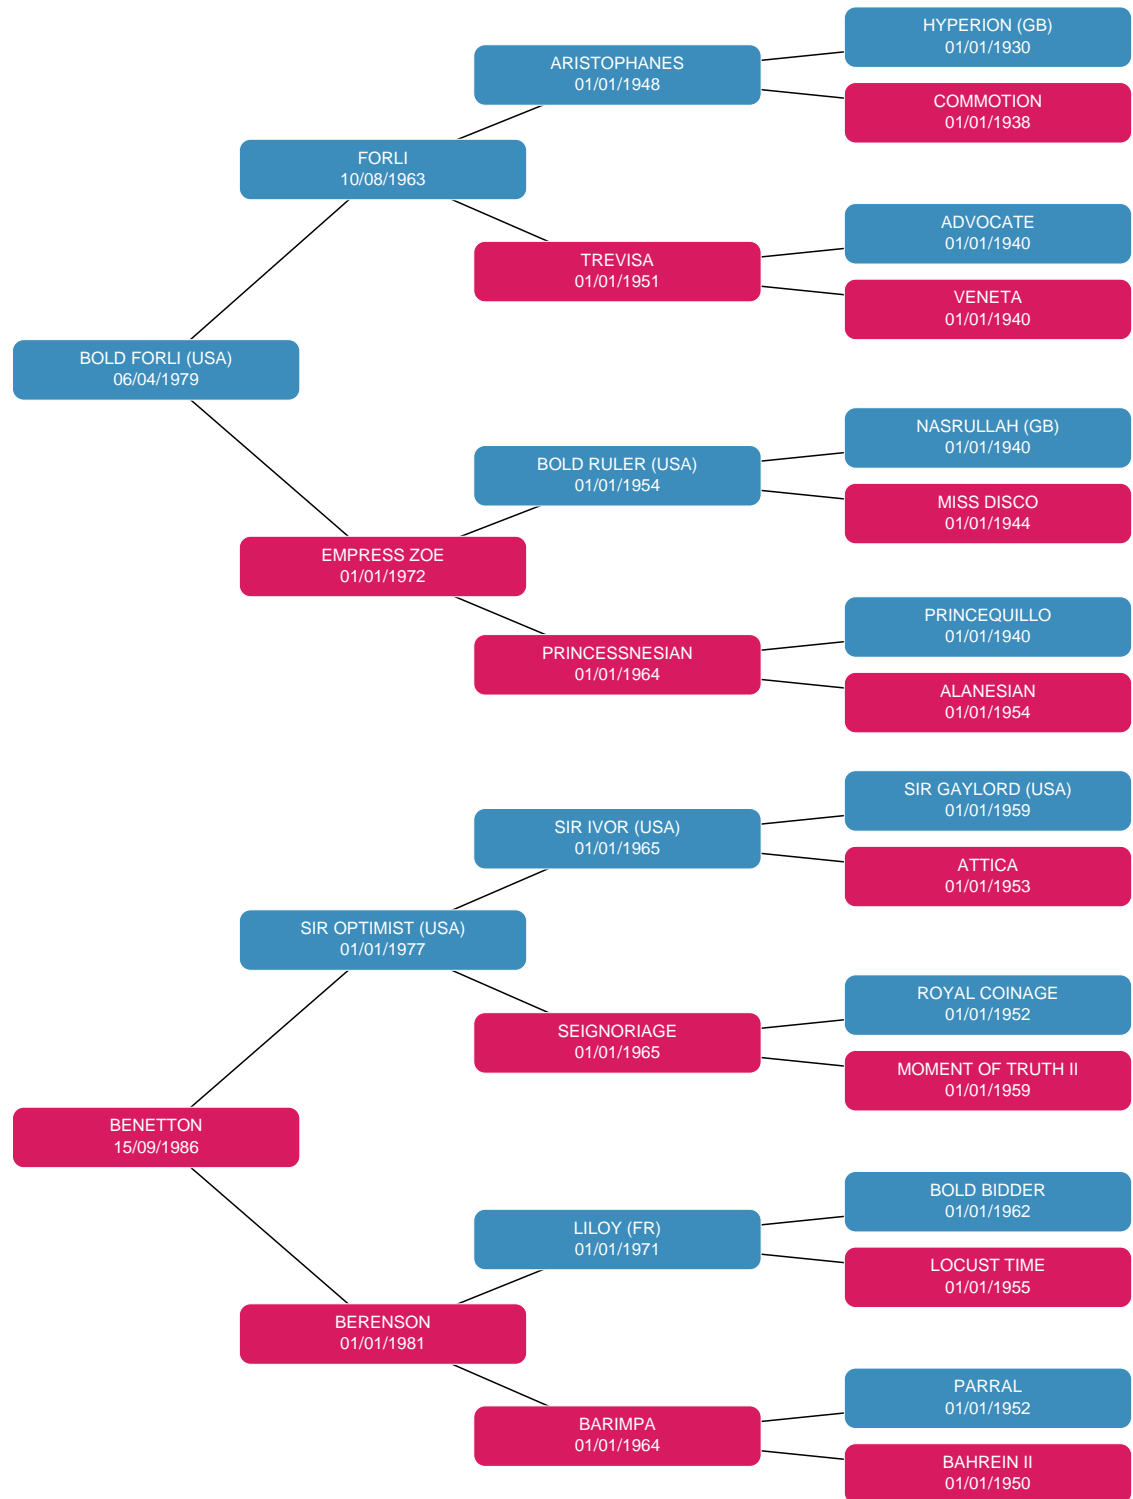 HYPERION (GB)
01/01/1930
ARISTOPHANES
01/01/1948
COMMOTION
01/01/1938
FORLI
10/08/1963
ADVOCATE
01/01/1940
TREVISA
01/01/1951
VENETA
01/01/1940
BOLD FORLI (USA)
06/04/1979
NASRULLAH (GB)
01/01/1940
BOLD RULER (USA)
01/01/1954
MISS DISCO
01/01/1944
EMPRESS ZOE
01/01/1972
PRINCEQUILLO
01/01/1940
PRINCESSNESIAN
01/01/1964
ALANESIAN
01/01/1954
SIR GAYLORD (USA)
01/01/1959
SIR IVOR (USA)
01/01/1965
ATTICA
01/01/1953
SIR OPTIMIST (USA)
01/01/1977
ROYAL COINAGE
01/01/1952
SEIGNORIAGE
01/01/1965
MOMENT OF TRUTH II
01/01/1959
BENETTON
15/09/1986
BOLD BIDDER
01/01/1962
LILOY (FR)
01/01/1971
LOCUST TIME
01/01/1955
BERENSON
01/01/1981
PARRAL
01/01/1952
BARIMPA
01/01/1964
BAHREIN II
01/01/1950